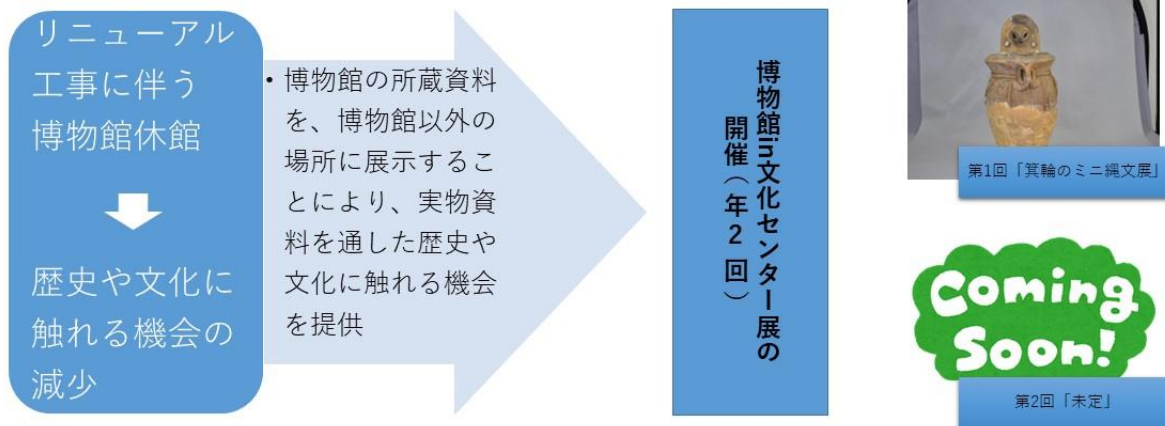 リニューアル
工事に伴う
博物館休館
歴史や文化に
触れる機会の
減少
・博物館の所蔵資料
を、博物館以外の
場所に展示するこ
とにより、実物資
料を通した歴史や
文化に触れる機会
を提供
博物館in文化センター展の
開催（年2回）
第1回「箕輪のミニ縄文展」
Coming
Soon!
第2回「未定」